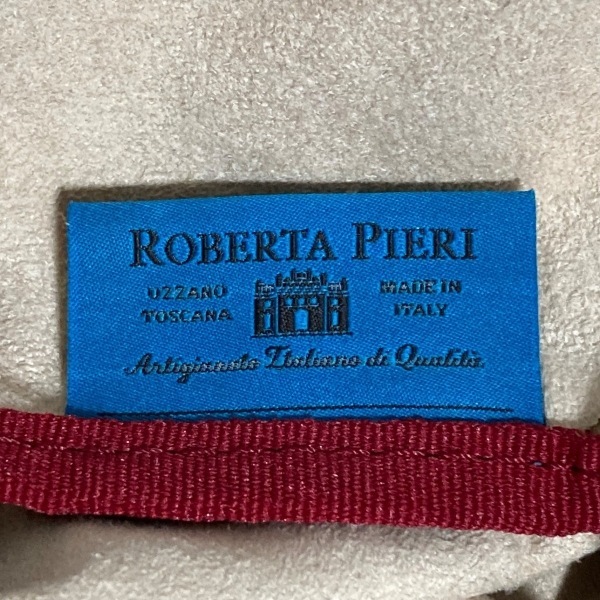 ROBERTA PIERI
UZZANO MADE IN
TOSCANA ITALY
Artigianato Italiano di Qualità